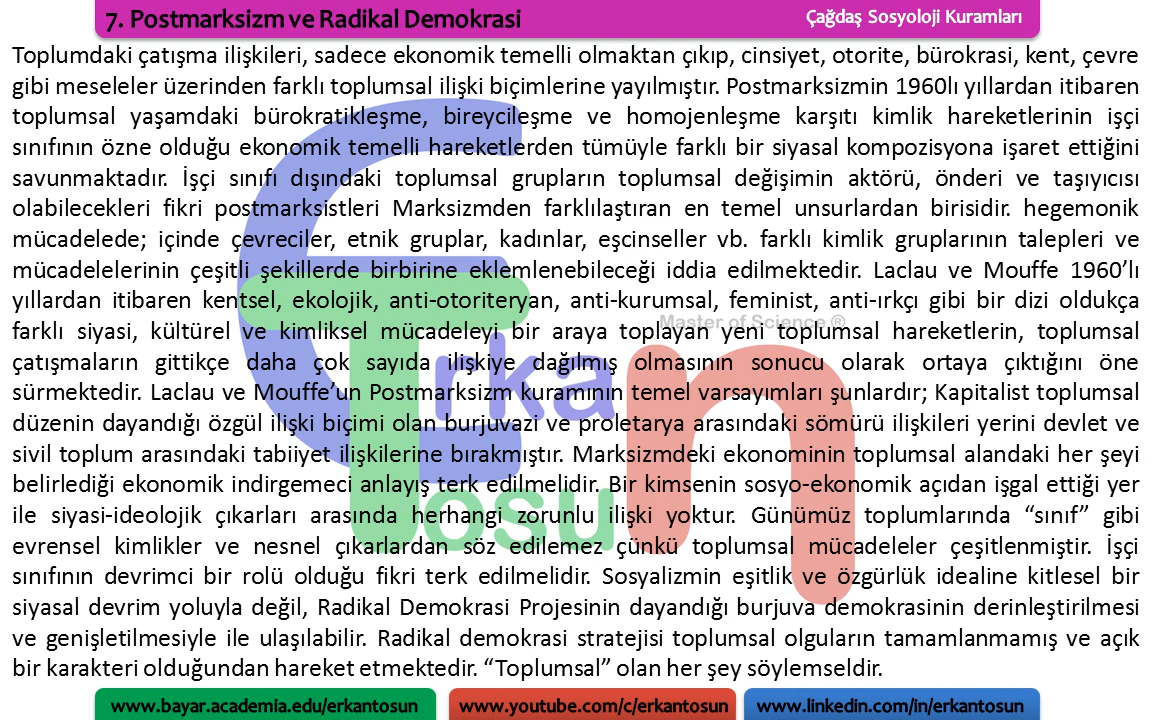 7. Postmarksizm ve Radikal Demokrasi
Çağdaş Sosyoloji Kuramları
Toplumdaki çatışma ilişkileri, sadece ekonomik temelli olmaktan çıkıp, cinsiyet, otorite, bürokrasi, kent, çevre
gibi meseleler üzerinden farklı toplumsal ilişki biçimlerine yayılmıştır. Postmarksizmin 1960lı yıllardan itibaren
toplumsal yaşamdaki bürokratikleşme, bireycileşme ve homojenleşme karşıtı kimlik hareketlerinin işçi
sınıfının özne olduğu ekonomik temelli hareketlerden tümüyle farklı bir siyasal kompozisyona işaret ettiğini
savunmaktadır. İşçi sınıfı dışındaki toplumsal grupların toplumsal değişimin aktörü, önderi ve taşıyıcısı
olabilecekleri fikri postmarksistleri Marksizmden farklılaştıran en temel unsurlardan birisidir. hegemonik
mücadelede; içinde çevreciler, etnik gruplar, kadınlar, eşcinseller vb. farklı kimlik gruplarının talepleri ve
mücadelelerinin çeşitli şekillerde birbirine eklemlenebileceği iddia edilmektedir. Laclau ve Mouffe 1960’lı
yıllardan itibaren kentsel, ekolojik, anti-otoriteryan, anti-kurumsal, feminist, anti-ırkçı gibi bir dizi oldukça
farklı siyasi, kültürel ve kimliksel mücadeleyi bir araya toplayan yeni toplumsal hareketlerin, toplumsal
çatışmaların gittikçe daha çok sayıda ilişkiye dağılmış olmasının sonucu olarak ortaya çıktığını öne
sürmektedir. Laclau ve Mouffe’un Postmarksizm kuramının temel varsayımları şunlardır; Kapitalist toplumsal
düzenin dayandığı özgül ilişki biçimi olan burjuvazi ve proletarya arasındaki sömürü ilişkileri yerini devlet ve
sivil toplum arasındaki tabiiyet ilişkilerine bırakmıştır. Marksizmdeki ekonominin toplumsal alandaki her şeyi
belirlediği ekonomik indirgemeci anlayış terk edilmelidir. Bir kimsenin sosyo-ekonomik açıdan işgal ettiği yer
ile siyasi-ideolojik çıkarları arasında herhangi zorunlu ilişki yoktur. Günümüz toplumlarında “sınıf” gibi
evrensel kimlikler ve nesnel çıkarlardan söz edilemez çünkü toplumsal mücadeleler çeşitlenmiştir. İşçi
sınıfının devrimci bir rolü olduğu fikri terk edilmelidir. Sosyalizmin eşitlik ve özgürlük idealine kitlesel bir
siyasal devrim yoluyla değil, Radikal Demokrasi Projesinin dayandığı burjuva demokrasinin derinleştirilmesi
ve genişletilmesiyle ile ulaşılabilir. Radikal demokrasi stratejisi toplumsal olguların tamamlanmamış ve açık
bir karakteri olduğundan hareket etmektedir. “Toplumsal” olan her şey söylemseldir.
Master of Science ®
Erkan
Tosun
www.bayar.academia.edu/erkantosun
www.youtube.com/c/erkantosun
www.linkedin.com/in/erkantosun